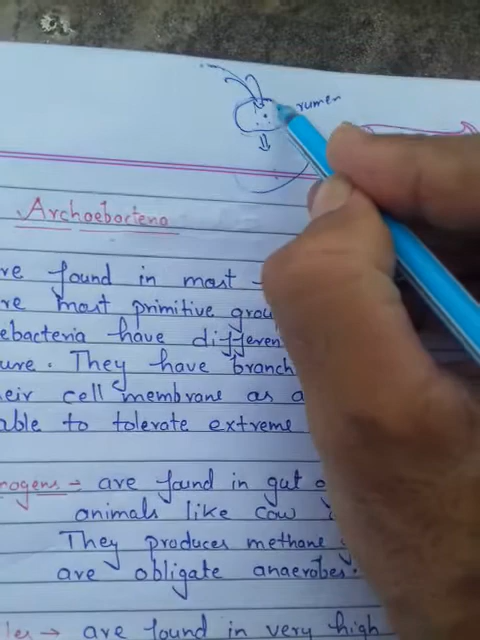 rumen
Archaebacteria
re found in most
re most primitive grou
ebacteria have differen
ure. They have branch
heir cell membrane as a
able to tolerate extreme
nogens → are found in gut o
animals like cow
They produces methane
are obligate anaerobes.
les → are found in very high